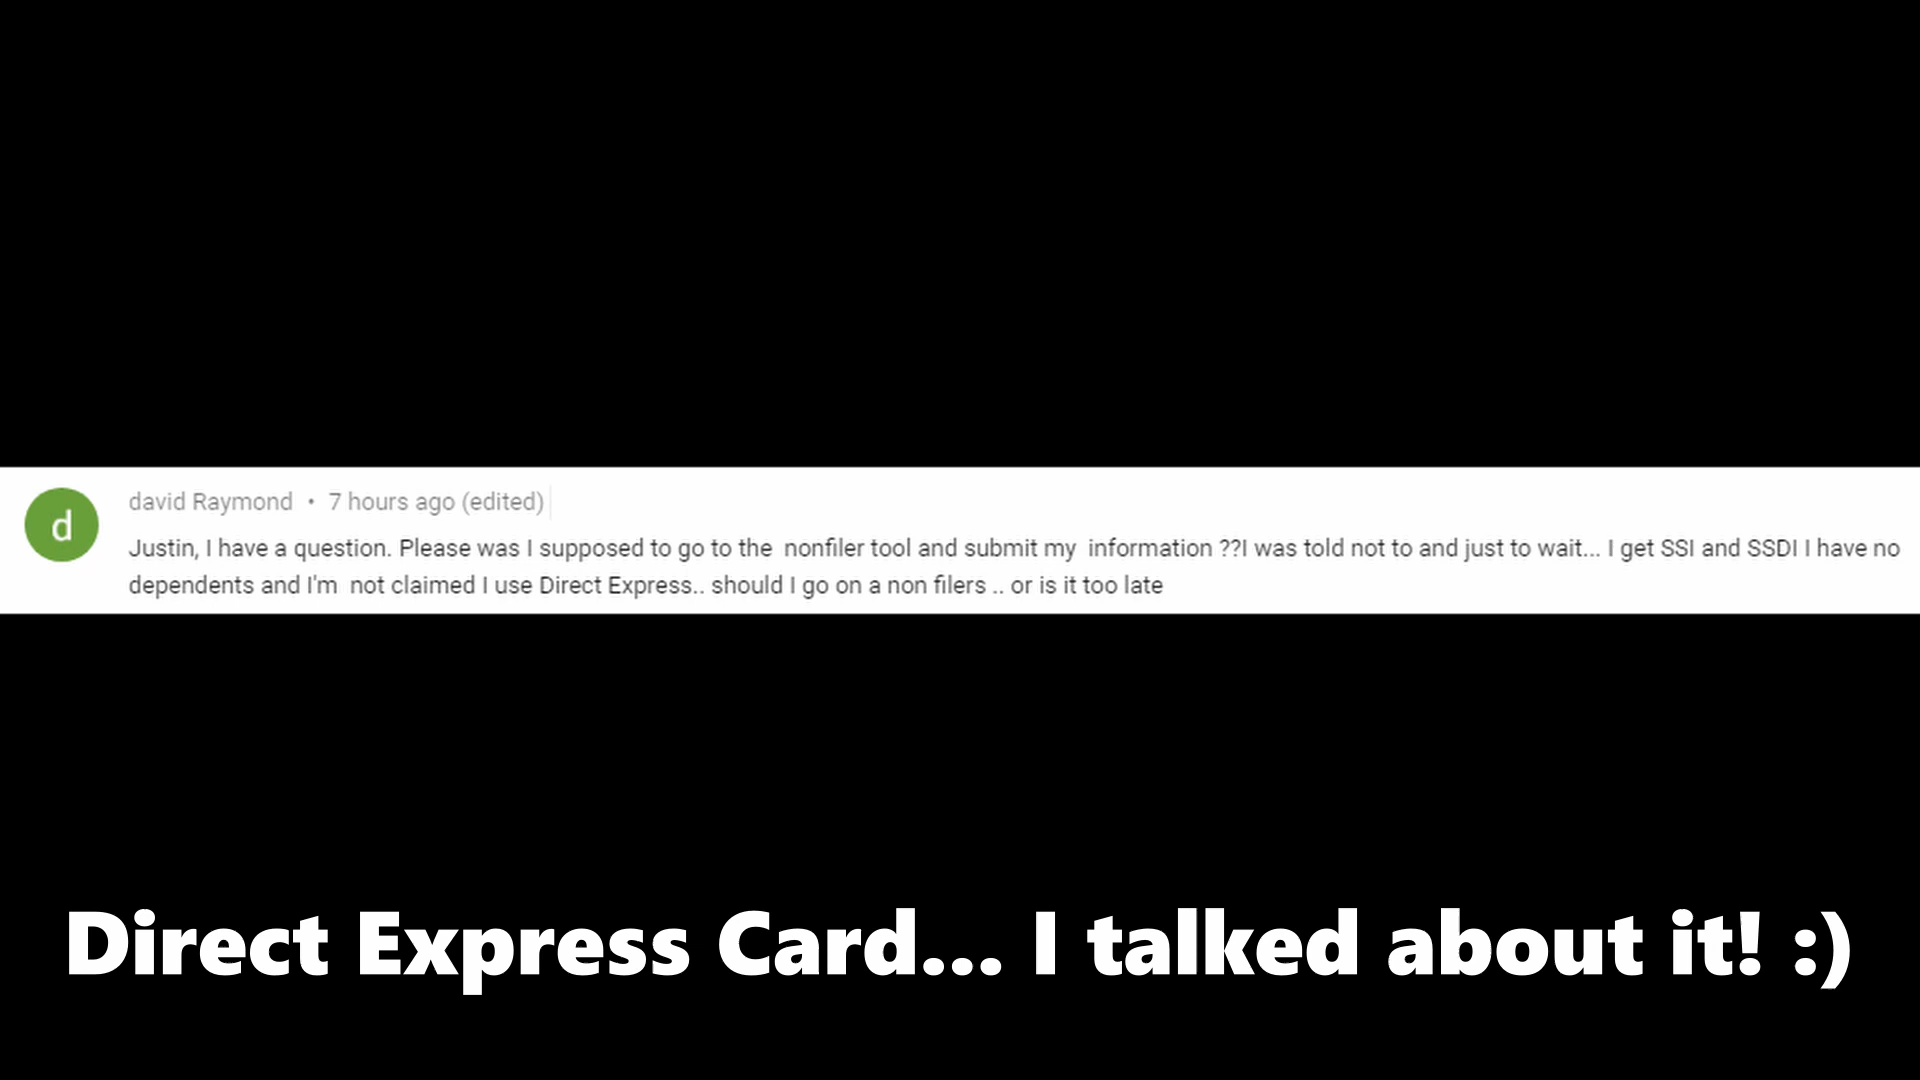 d
david Raymond • 7 hours ago (edited)
Justin, I have a question. Please was I supposed to go to the  nonfiler tool and submit my  information ??I was told not to and just to wait... I get SSI and SSDI I have no
dependents and I'm  not claimed I use Direct Express.. should I go on a non filers .. or is it too late
Direct Express Card... I talked about it! :)